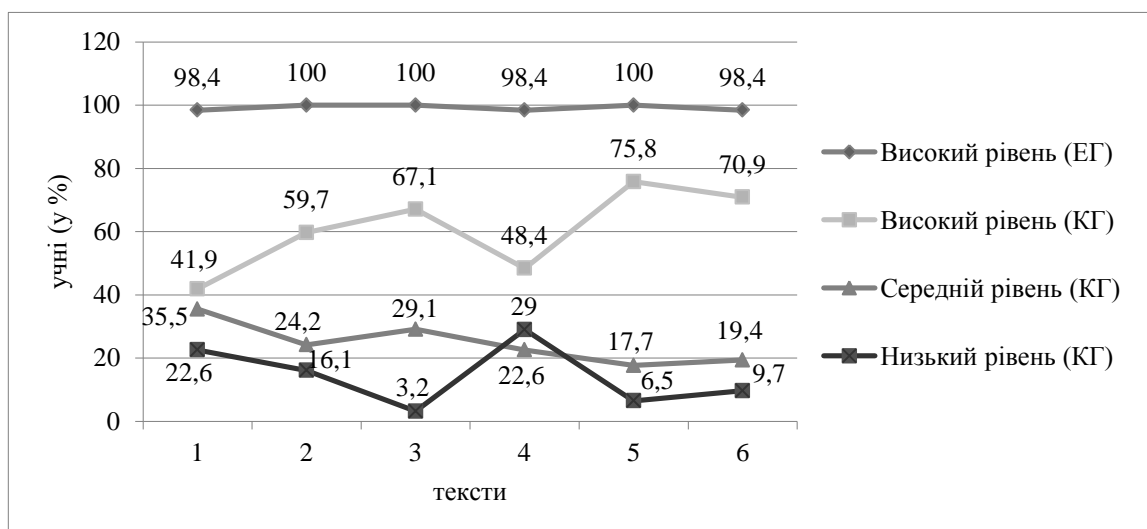 120
100
80
60
40
20
0
учні (у %)
98,4 100 100 98,4 100 98,4
41,9 59,7 67,1 48,4 75,8 70,9
35,5 24,2 29,1 22,6 17,7 19,4
22,6 16,1 3,2 29 6,5 9,7
1 2 3 4 5 6
тексти
Високий рівень (ЕГ)
Високий рівень (КГ)
Середній рівень (КГ)
Низький рівень (КГ)